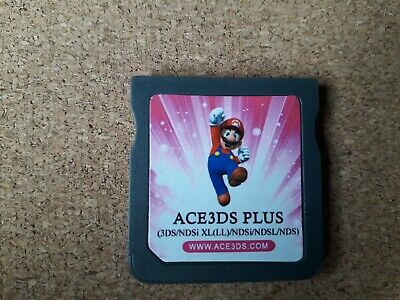 ACE3DS PLUS
(3DS/NDSi XL(LL)/NDSi/NDSL/NDS)
WWW.ACE3DS.COM